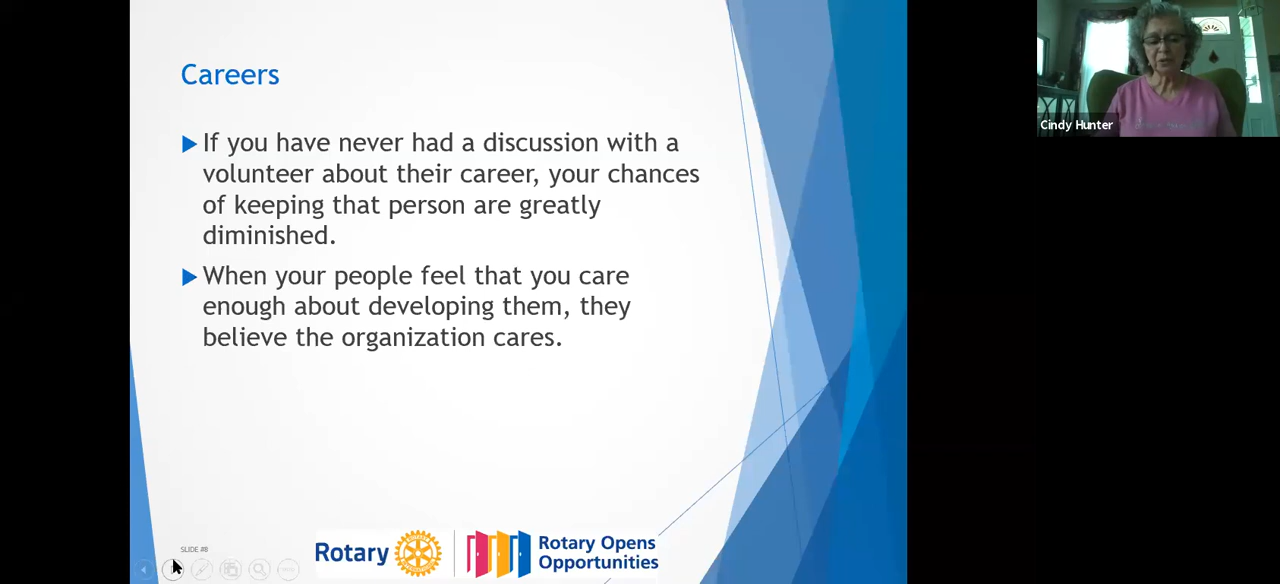 Careers
If you have never had a discussion with a
volunteer about their career, your chances
of keeping that person are greatly
diminished.
When your people feel that you care
enough about developing them, they
believe the organization cares.
SLIDE #8
Rotary
Rotary Opens
Opportunities
Cindy Hunter